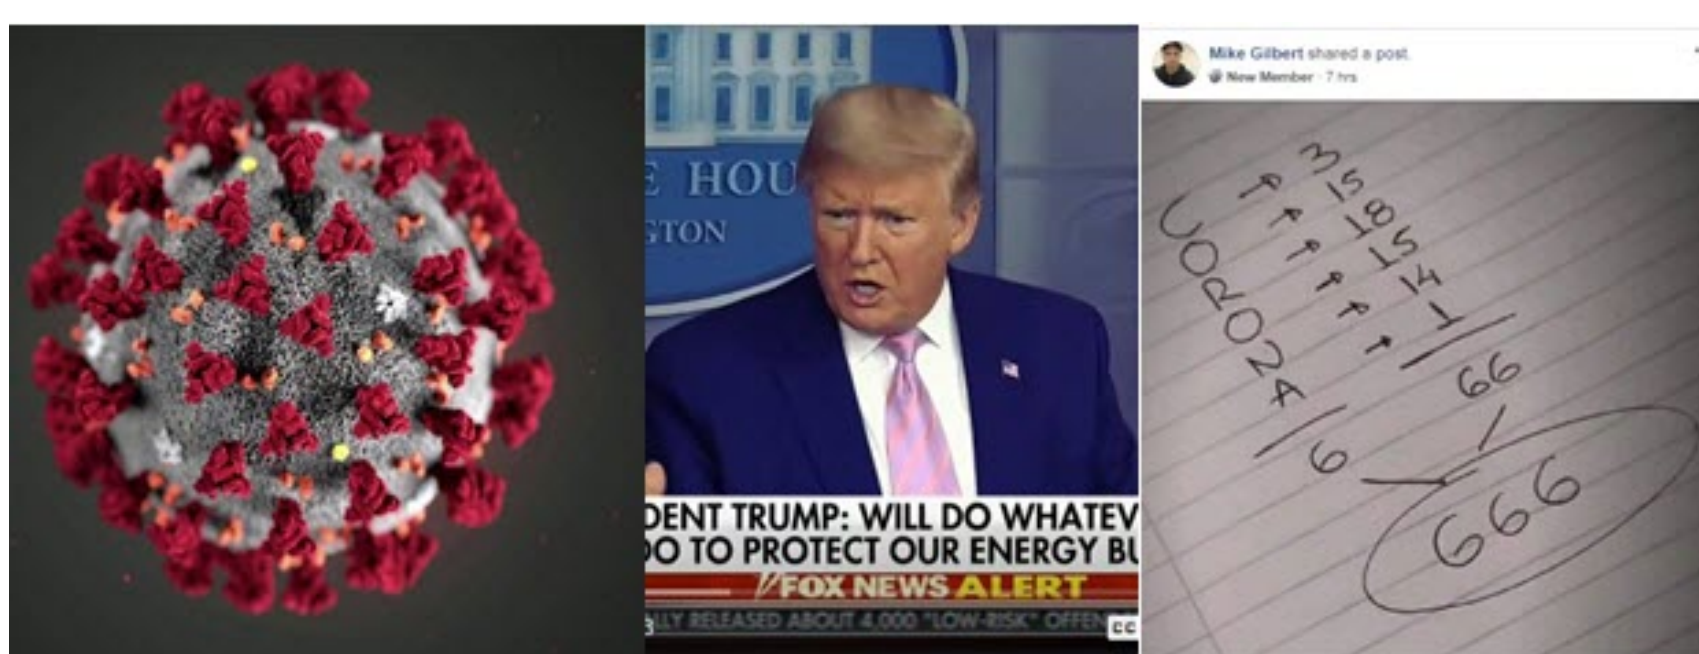 E HOU
GTON
DENT TRUMP: WILL DO WHATEV
DO TO PROTECT OUR ENERGY BU
FOX NEWS ALERT
LLY RELEASED ABOUT 4,000 "LOW-RISK" OFFEN
CC
Mike Gilbert shared a post.
New Member · 7 hrs
C → 3
O → 15
R → 18
O → 15
N → 14
A → 1
6 66
666